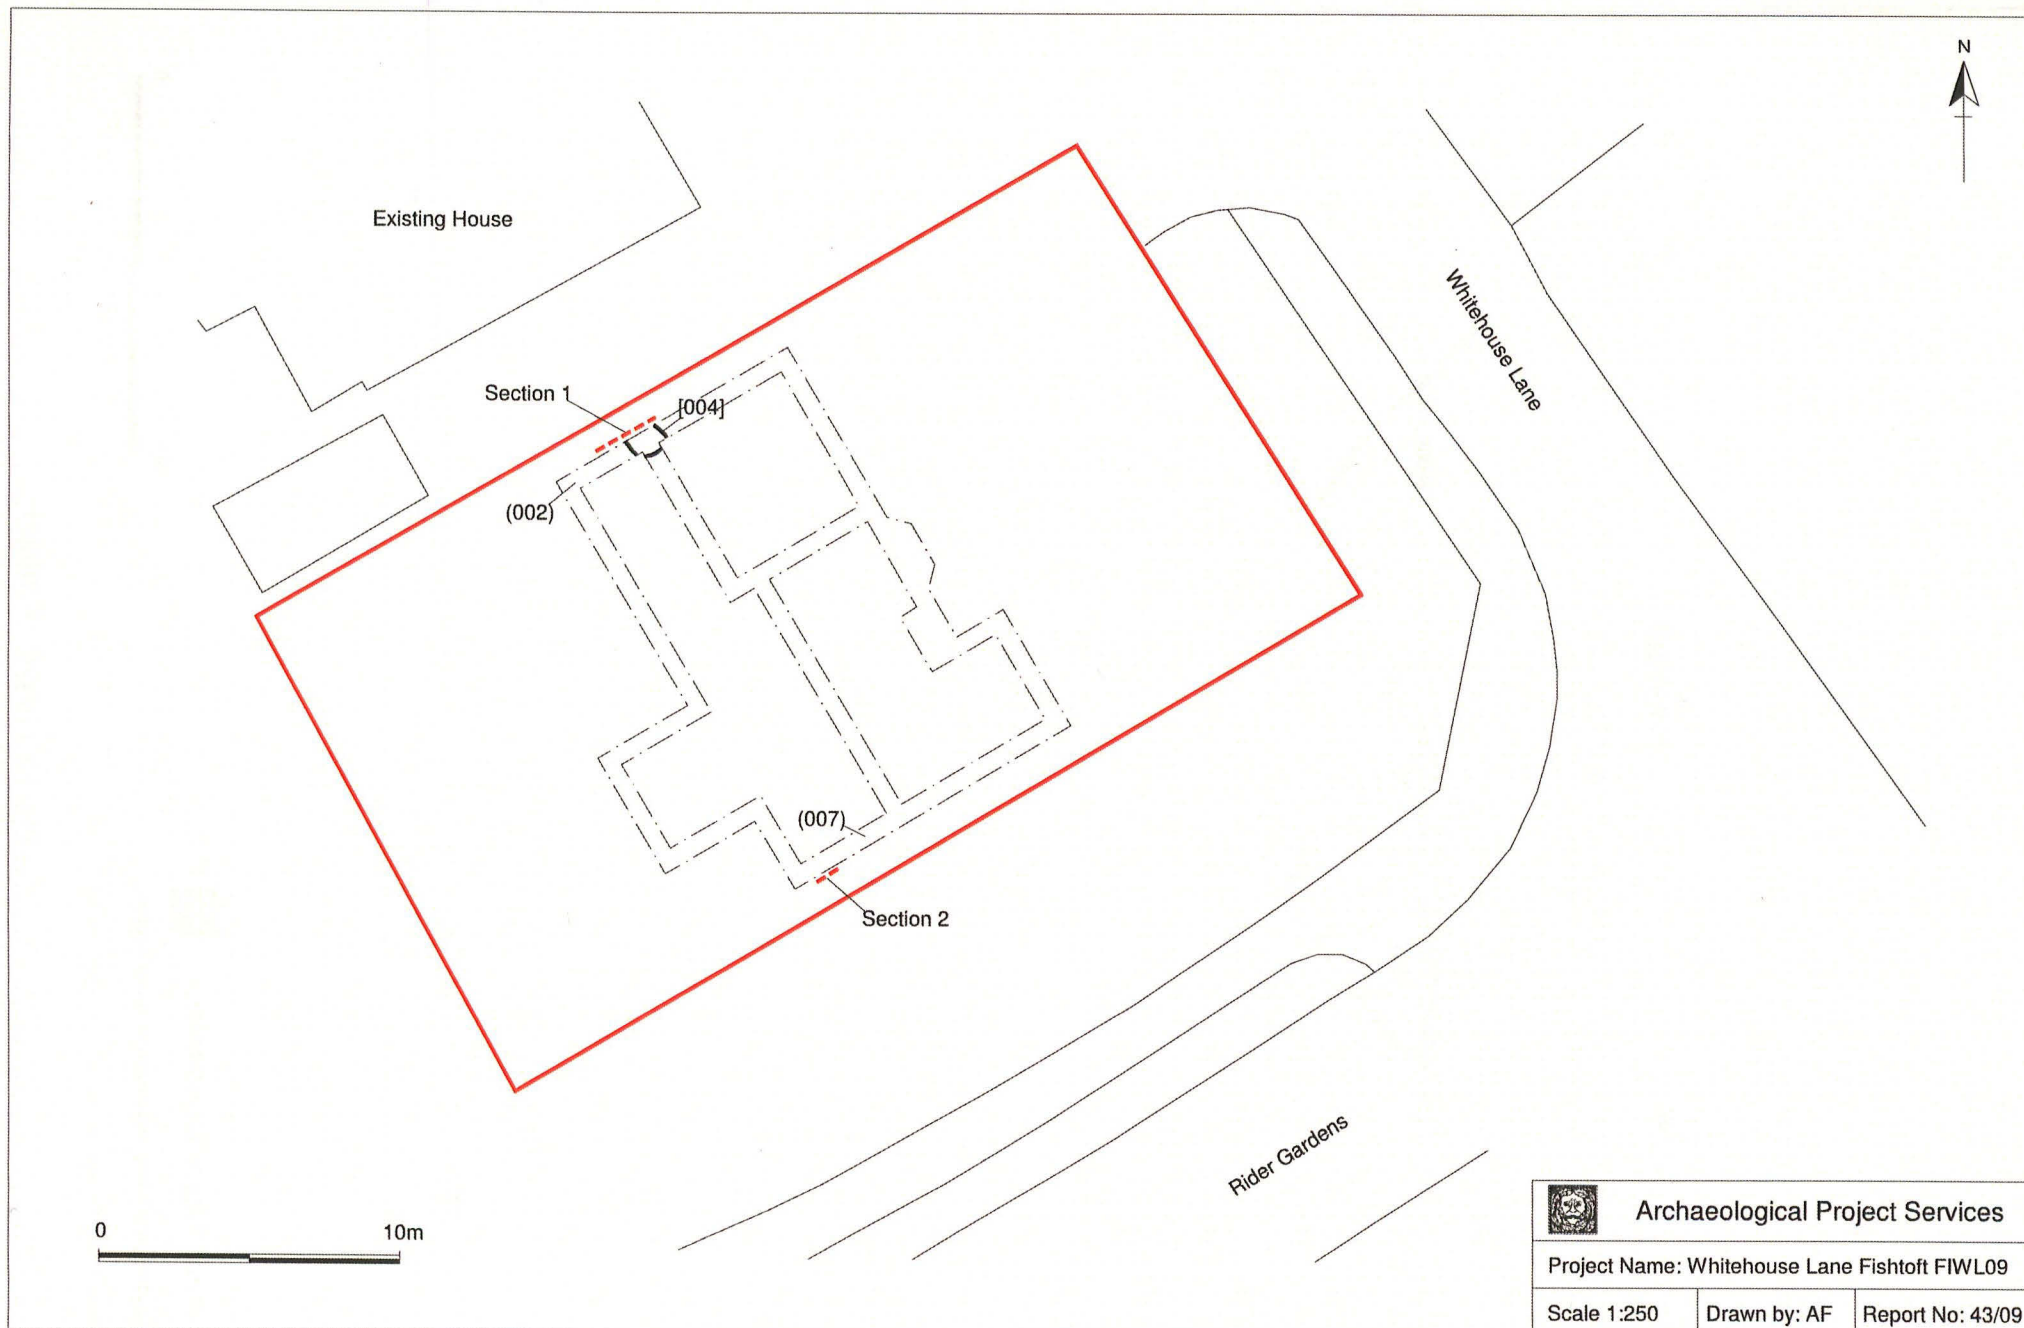 N
Existing House
Whitehouse Lane
Section 1
[004]
(002)
(007)
Section 2
Rider Gardens
0 10m
Archaeological Project Services
Project Name: Whitehouse Lane Fishtoft FIWL09
Scale 1:250 Drawn by: AF Report No: 43/09